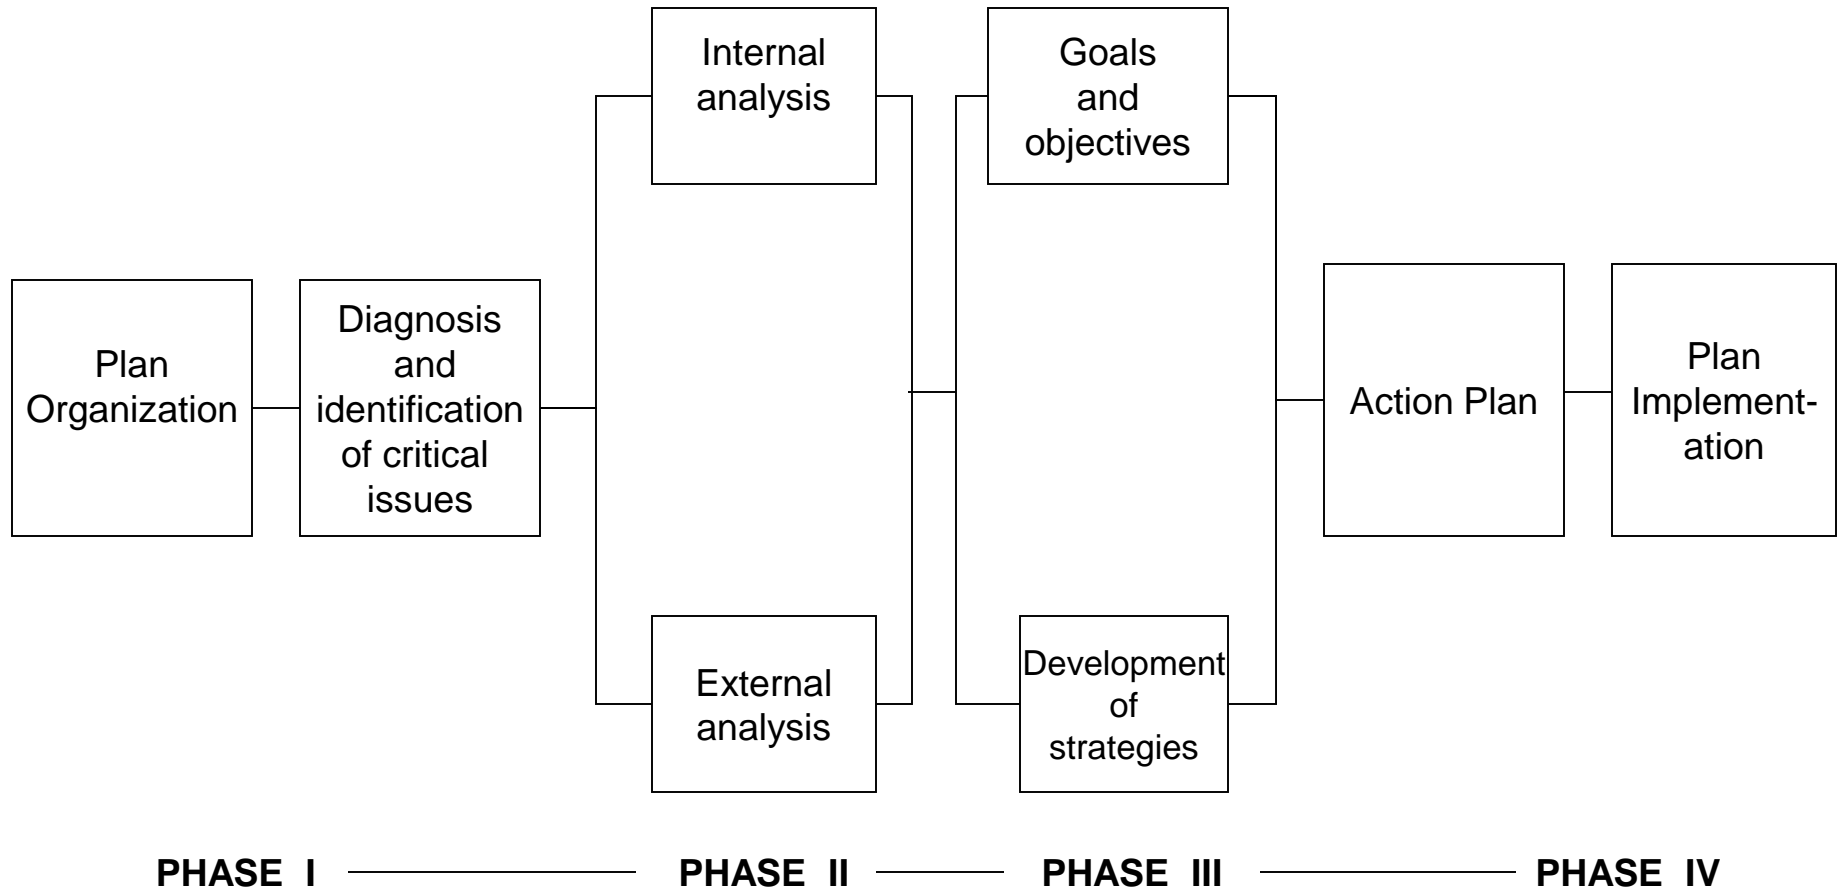 Plan
Organization
Diagnosis
and
identification
of critical
issues
Internal
analysis
External
analysis
Goals
and
objectives
Development
of
strategies
Action Plan
Plan
Implement-
ation
PHASE I
PHASE II
PHASE III
PHASE IV